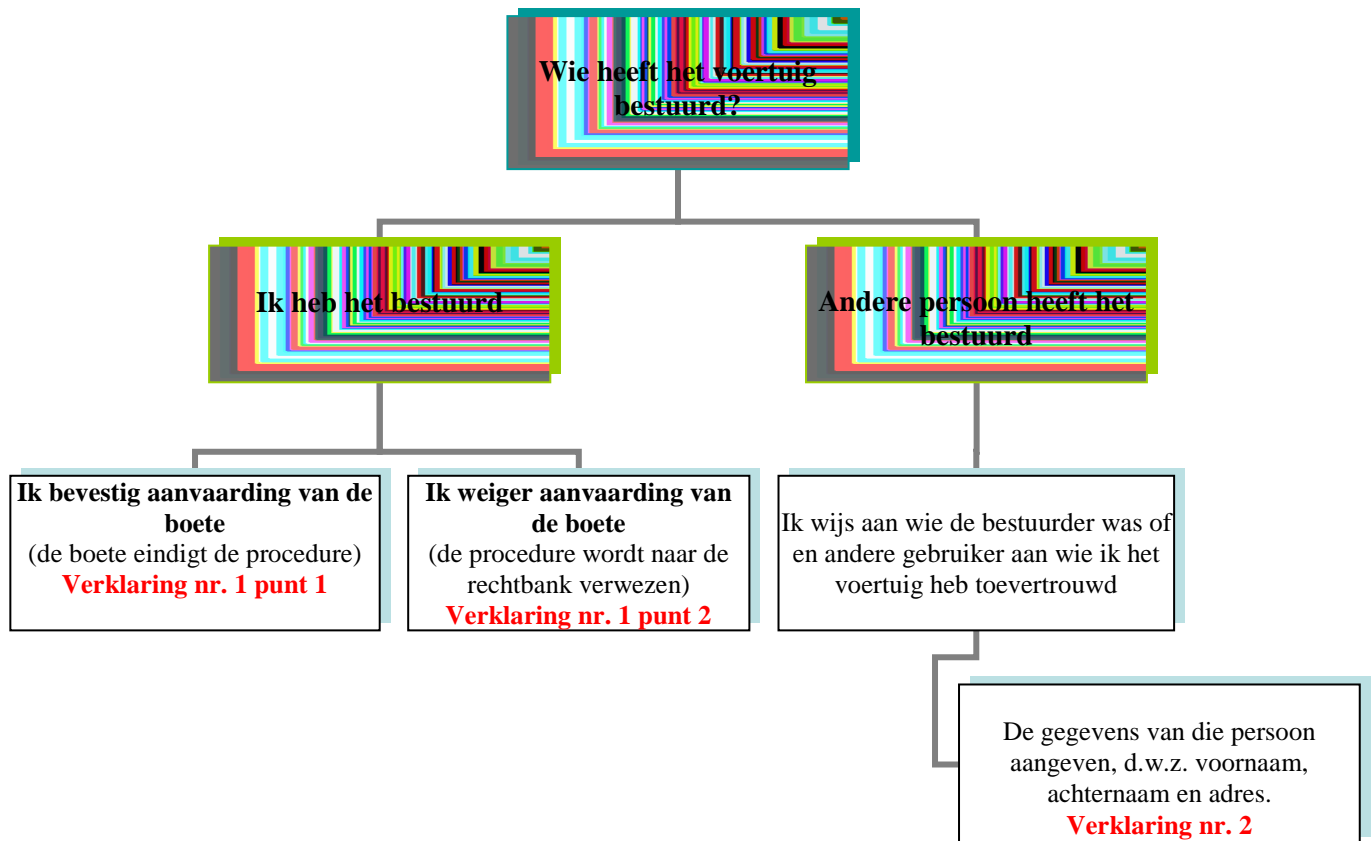 Wie heeft het voertuig
bestuurd?
Ik heb het bestuurd
Andere persoon heeft het
bestuurd
Ik bevestig aanvaarding van de
boete
(de boete eindigt de procedure)
Verklaring nr. 1 punt 1
Ik weiger aanvaarding van
de boete
(de procedure wordt naar de
rechtbank verwezen)
Verklaring nr. 1 punt 2
Ik wijs aan wie de bestuurder was of
en andere gebruiker aan wie ik het
voertuig heb toevertrouwd
De gegevens van die persoon
aangeven, d.w.z. voornaam,
achternaam en adres.
Verklaring nr. 2